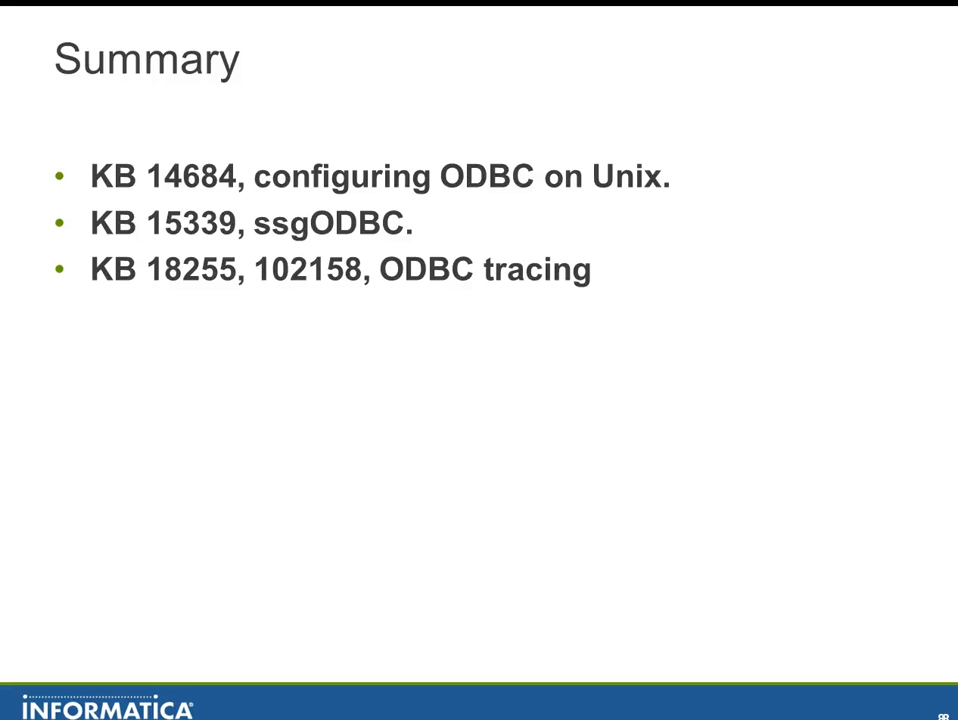 Summary
• KB 14684, configuring ODBC on Unix.
• KB 15339, ssgODBC.
• KB 18255, 102158, ODBC tracing
INFORMATICA